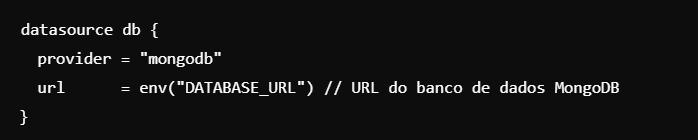 datasource db {
  provider = "mongodb"
  url      = env("DATABASE_URL") // URL do banco de dados MongoDB
}